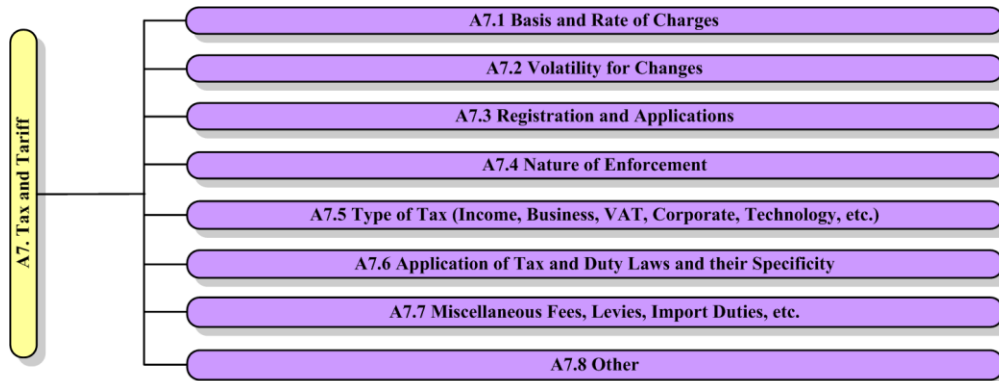 A7. Tax and Tariff
A7.1 Basis and Rate of Charges
A7.2 Volatility for Changes
A7.3 Registration and Applications
A7.4 Nature of Enforcement
A7.5 Type of Tax (Income, Business, VAT, Corporate, Technology, etc.)
A7.6 Application of Tax and Duty Laws and their Specificity
A7.7 Miscellaneous Fees, Levies, Import Duties, etc.
A7.8 Other